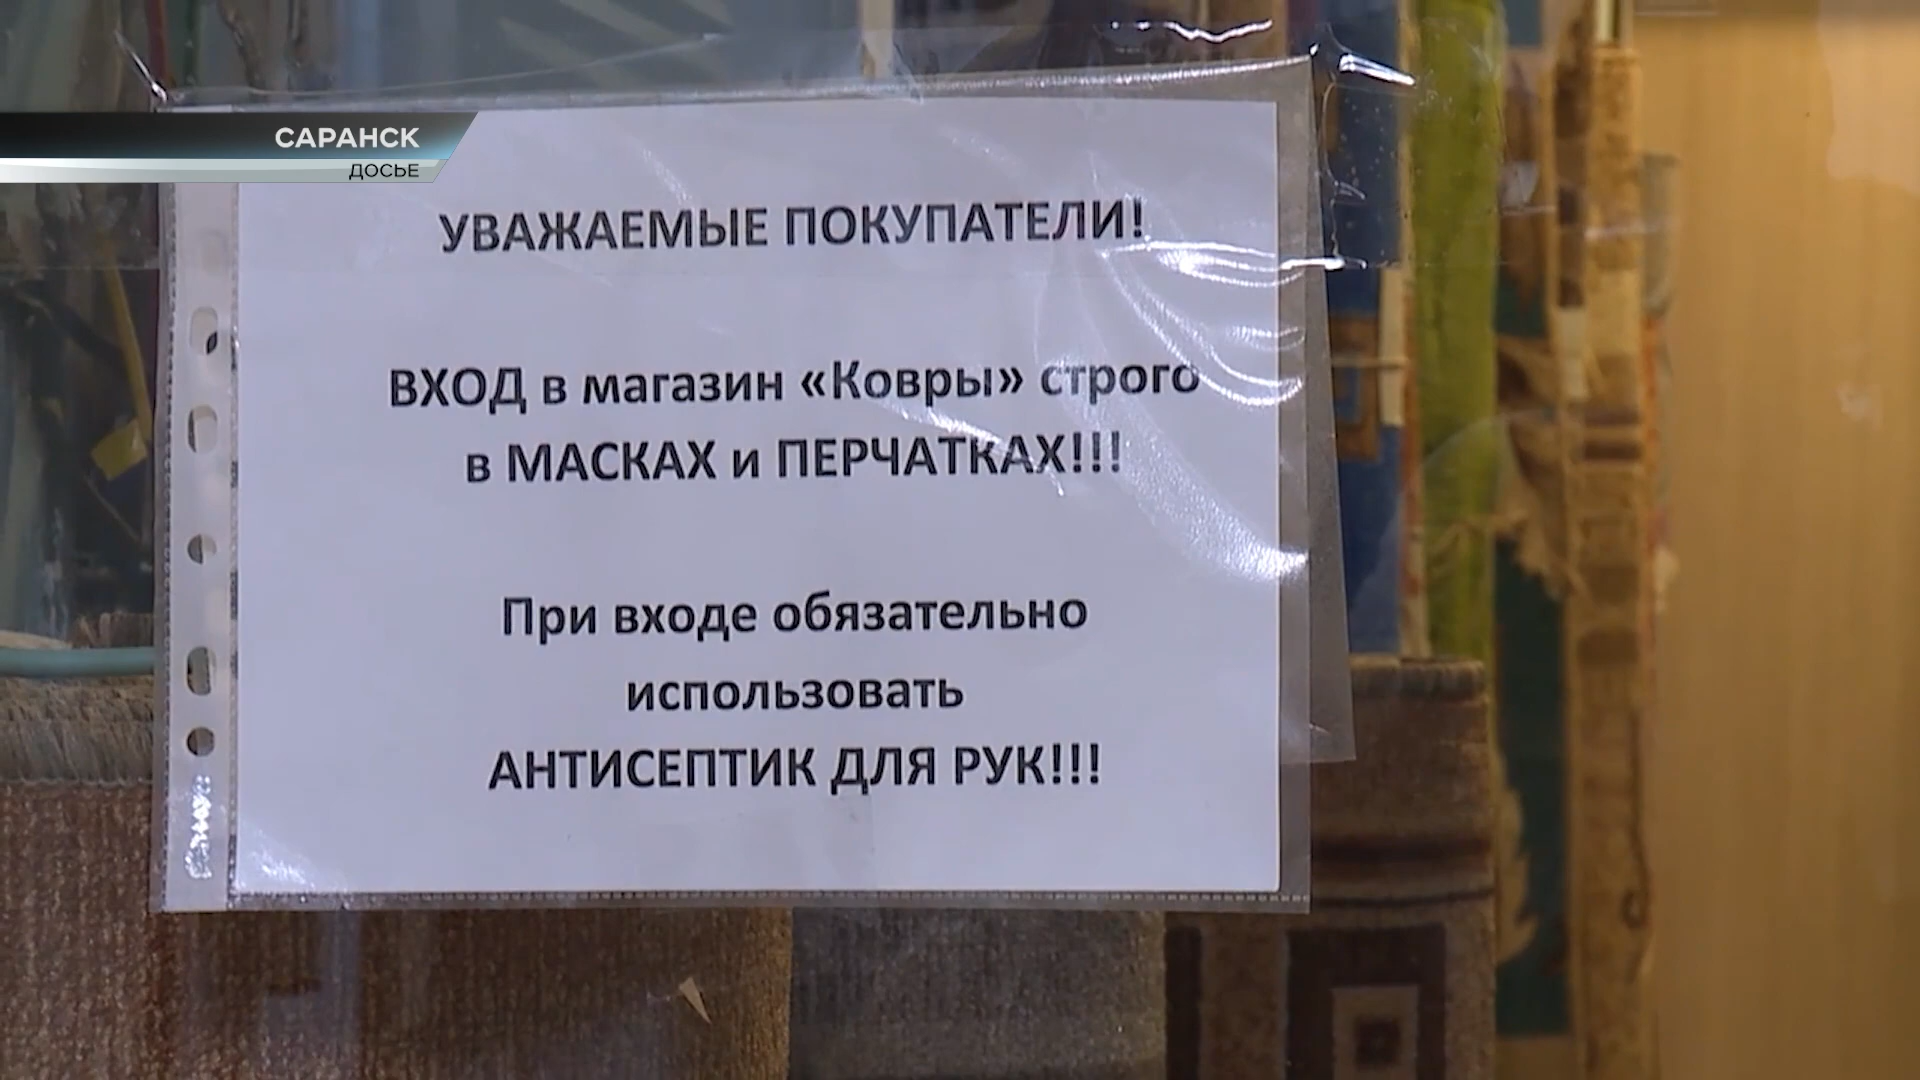 САРАНСК
ДОСЬЕ
УВАЖАЕМЫЕ ПОКУПАТЕЛИ!
ВХОД в магазин «Ковры» строго
в МАСКАХ и ПЕРЧАТКАХ!!!
При входе обязательно
использовать
АНТИСЕПТИК ДЛЯ РУК!!!